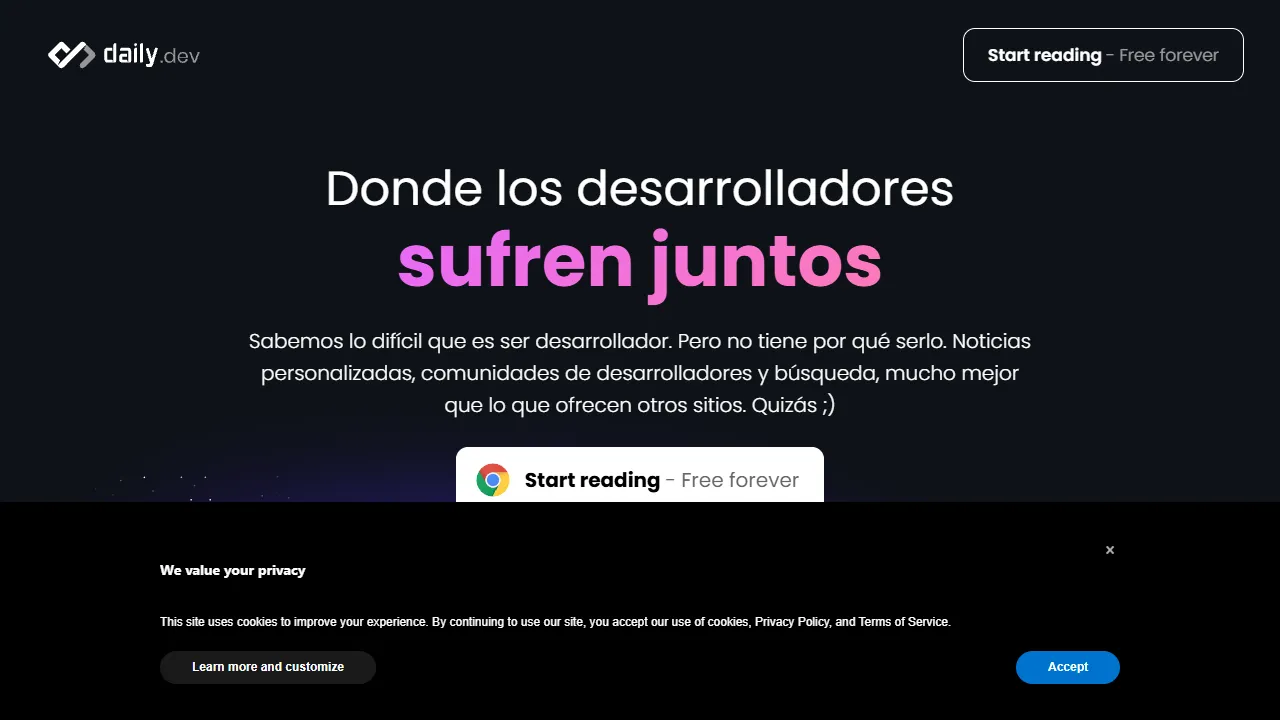 daily.dev
Start reading - Free forever
Donde los desarrolladores
sufren juntos
Sabemos lo difícil que es ser desarrollador. Pero no tiene por qué serlo. Noticias
personalizadas, comunidades de desarrolladores y búsqueda, mucho mejor
que lo que ofrecen otros sitios. Quizás ;)
Start reading - Free forever
×
We value your privacy
This site uses cookies to improve your experience. By continuing to use our site, you accept our use of cookies, Privacy Policy, and Terms of Service.
Learn more and customize
Accept